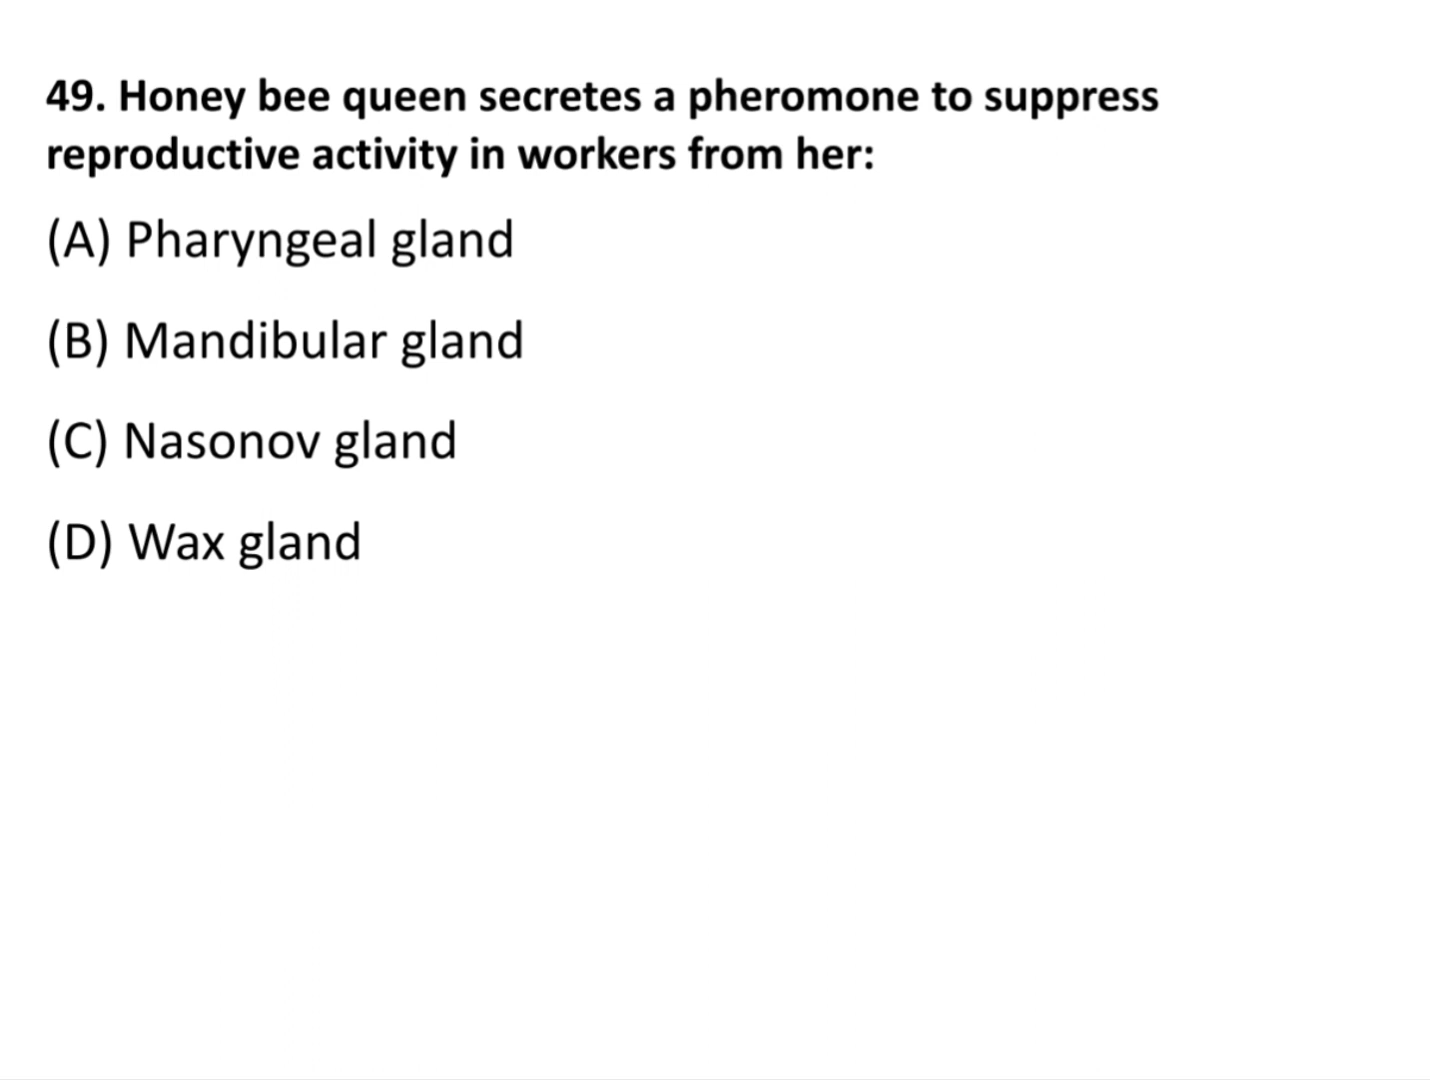 49. Honey bee queen secretes a pheromone to suppress
reproductive activity in workers from her:
(A) Pharyngeal gland
(B) Mandibular gland
(C) Nasonov gland
(D) Wax gland